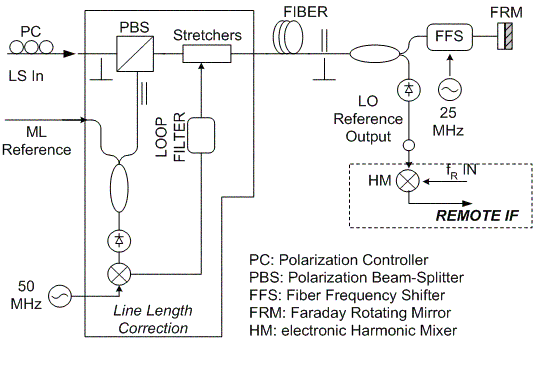 PC
PBS
Stretchers
FIBER
FRM
FFS
LS In
ML
Reference
LOOP
FILTER
LO
Reference
Output
25
MHz
HM
fR IN
REMOTE IF
50
MHz
Line Length
Correction
PC: Polarization Controller
PBS: Polarization Beam-Splitter
FFS: Fiber Frequency Shifter
FRM: Faraday Rotating Mirror
HM: electronic Harmonic Mixer